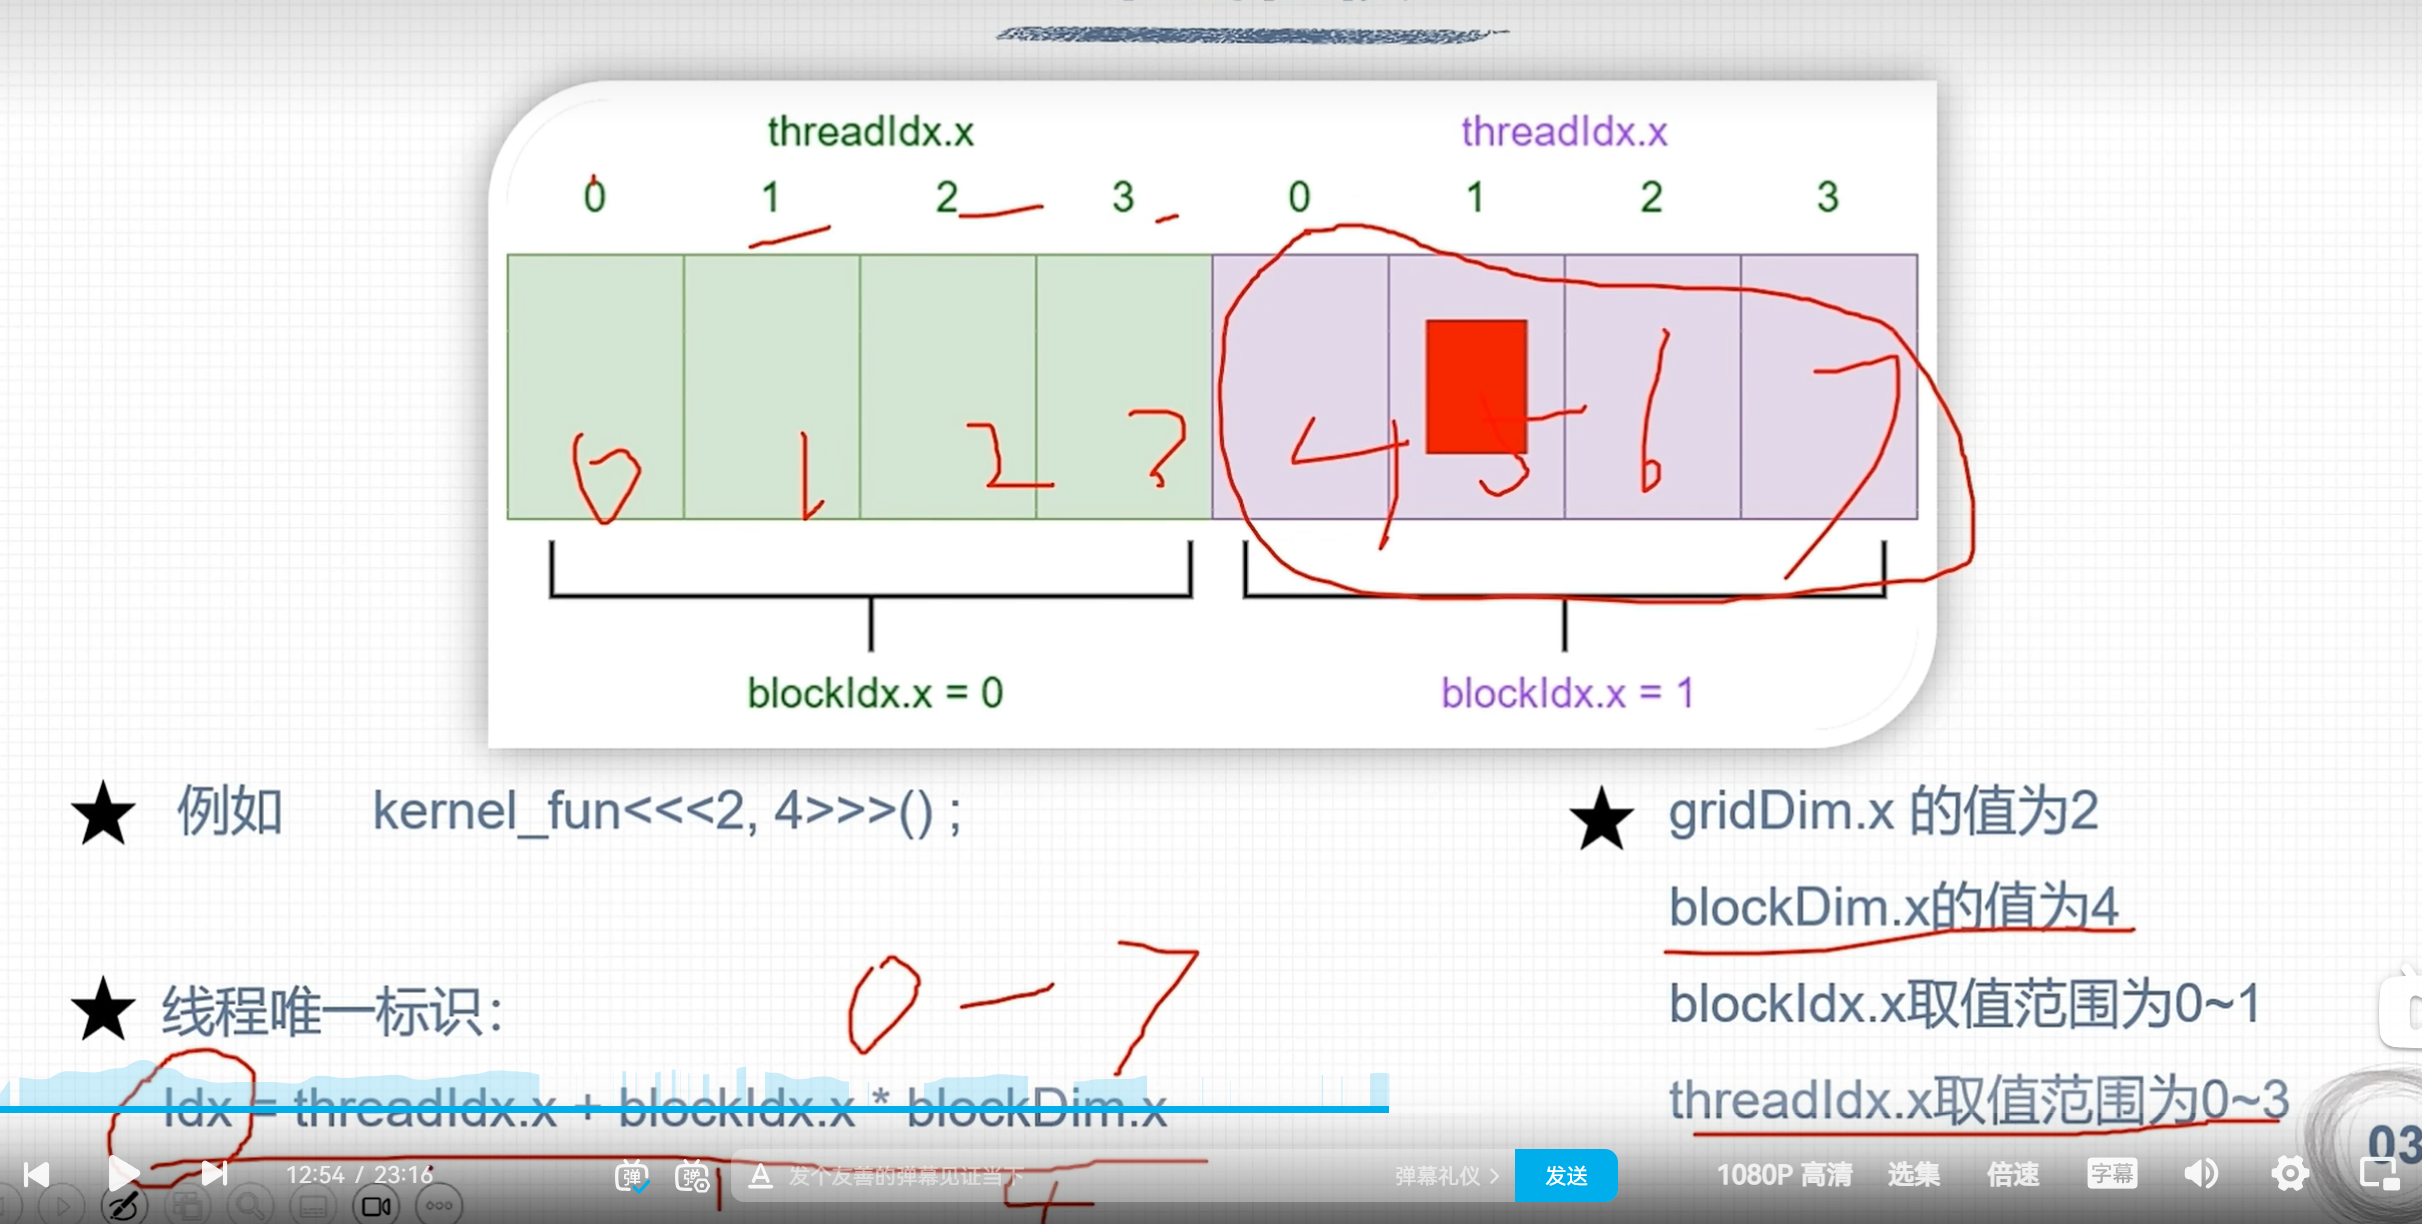 threadIdx.x threadIdx.x
0 1 2 3 0 1 2 3
0 1 2 3 4 5 6 7
blockIdx.x = 0 blockIdx.x = 1
★ 例如 kernel_fun<<<2, 4>>>() ;
★ gridDim.x 的值为2
blockDim.x的值为4
blockIdx.x取值范围为0~1
threadIdx.x取值范围为0~3
0 — 7
★ 线程唯一标识：
Idx = threadIdx.x + blockIdx.x * blockDim.x
1 4
03
12:54 / 23:16 弹 弹 A 发个友善的弹幕见证当下 弹幕礼仪 > 发送 1080P 高清 选集 倍速 字幕